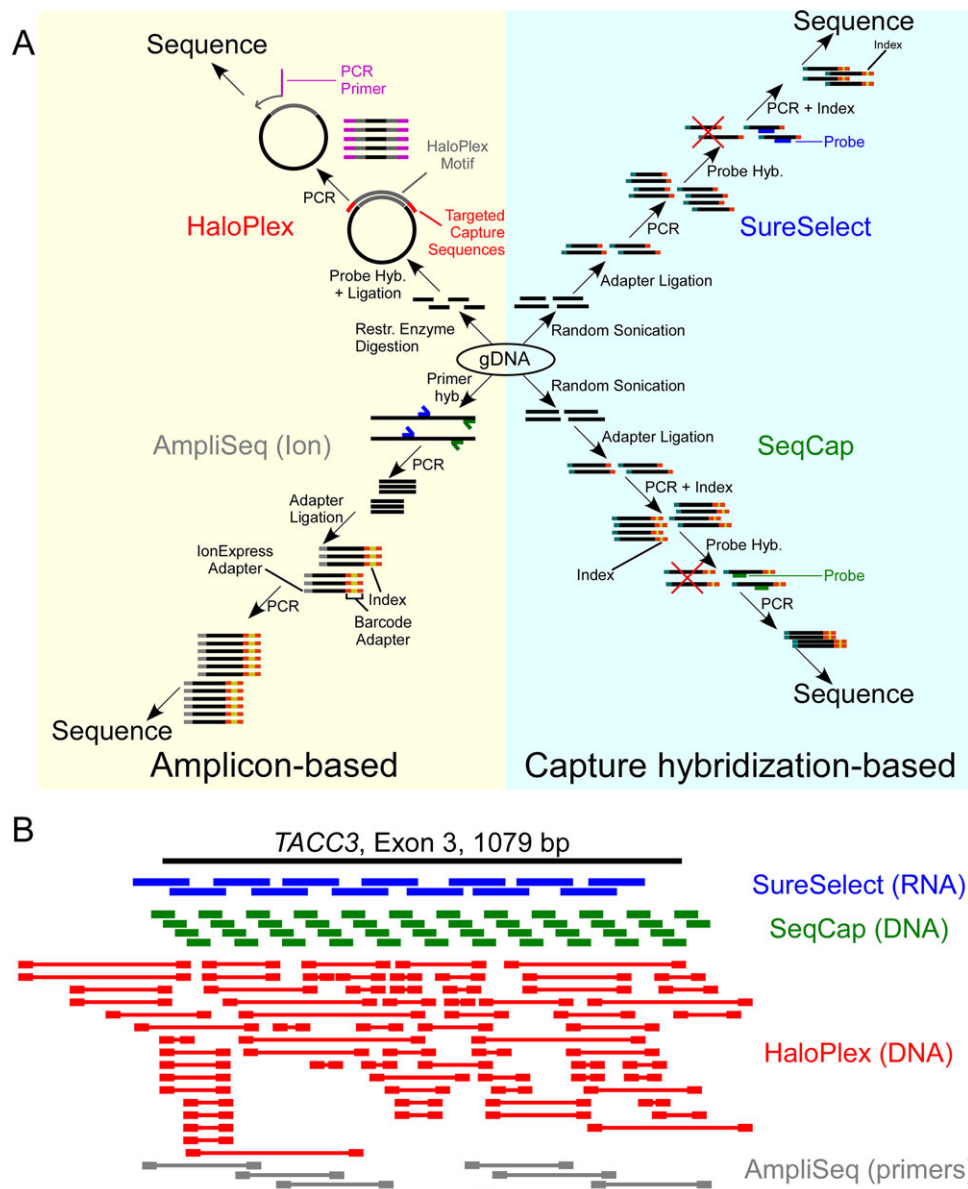 A
Sequence
PCR
Primer
HaloPlex
Motif
PCR
HaloPlex
Targeted
Capture
Sequences
Probe Hyb.
+ Ligation
Restr. Enzyme
Digestion
Sequence
Index
PCR + Index
Probe
Probe Hyb.
SureSelect
PCR
Adapter Ligation
Random Sonication
gDNA
Primer
hyb.
AmpliSeq (Ion)
PCR
Adapter
Ligation
IonExpress
Adapter
Index
PCR
Barcode
Adapter
Sequence
Amplicon-based
Random Sonication
Adapter Ligation
SeqCap
PCR + Index
Probe Hyb.
Index
Probe
PCR
Sequence
Capture hybridization-based
B
TACC3, Exon 3, 1079 bp
SureSelect (RNA)
SeqCap (DNA)
HaloPlex (DNA)
AmpliSeq (primers)